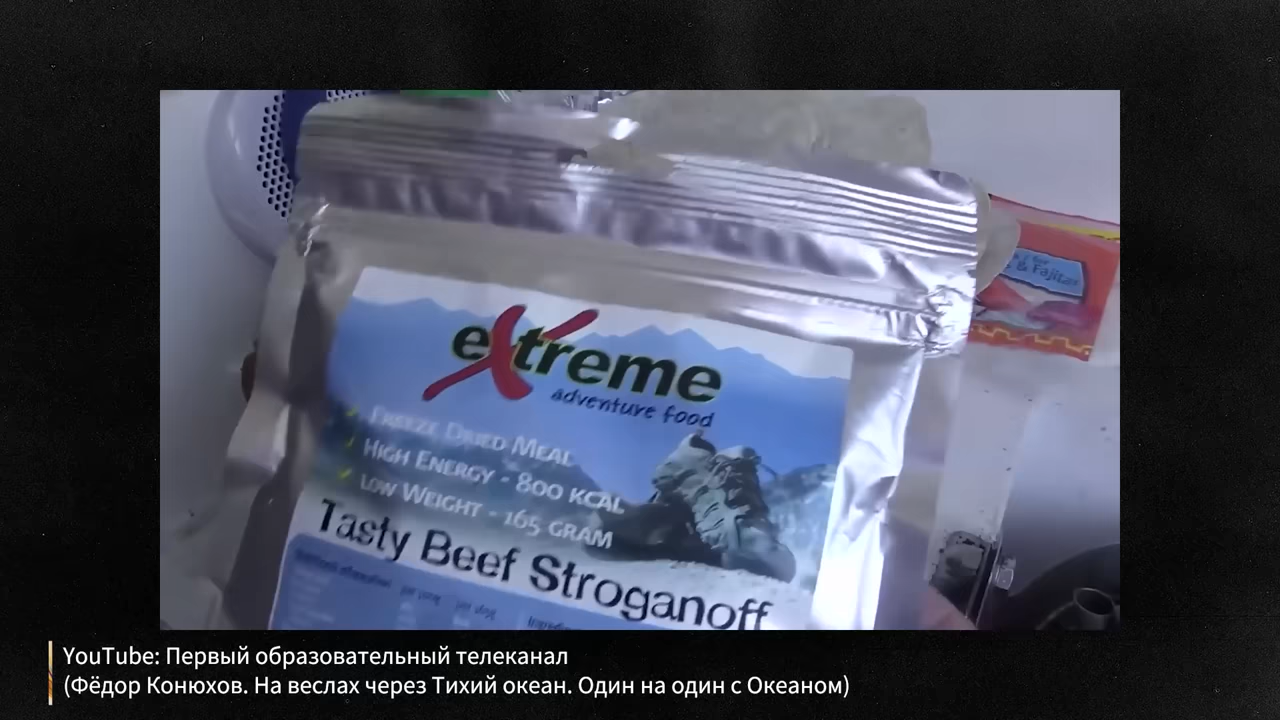 & Fajitas
extreme
adventure food
Freeze Dried Meal
High Energy - 800 kcal
Low Weight - 165 gram
Tasty Beef Stroganoff
YouTube: Первый образовательный телеканал
(Фёдор Конюхов. На веслах через Тихий океан. Один на один с Океаном)